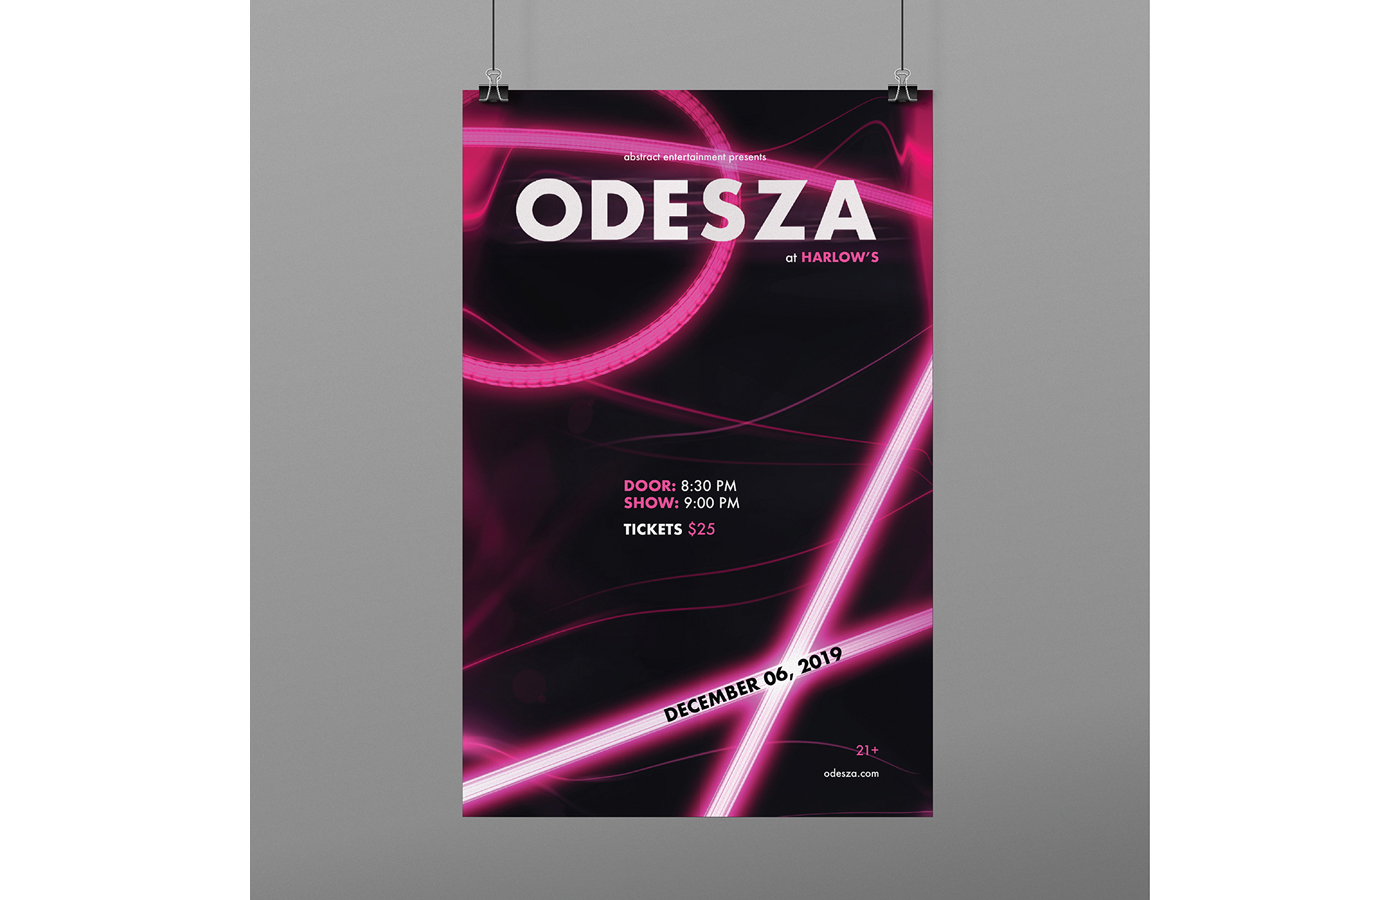 abstract entertainment presents
ODESZA
at HARLOW'S
DOOR: 8:30 PM
SHOW: 9:00 PM
TICKETS $25
DECEMBER 06, 2019
21+
odesza.com